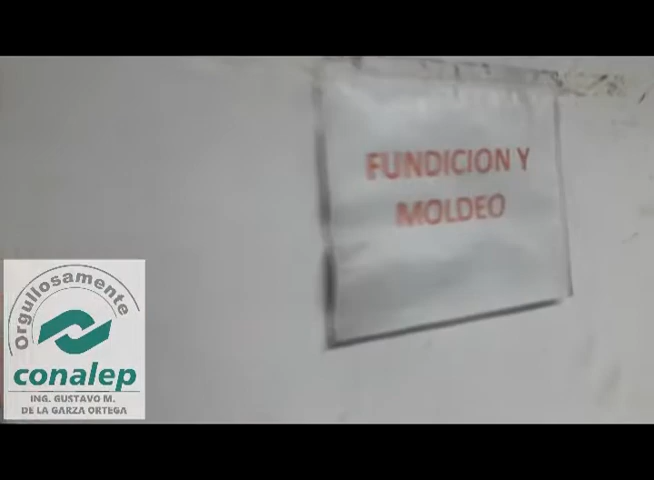 FUNDICION Y
MOLDEO
Orgullosamente
conalep
ING. GUSTAVO M.
DE LA GARZA ORTEGA